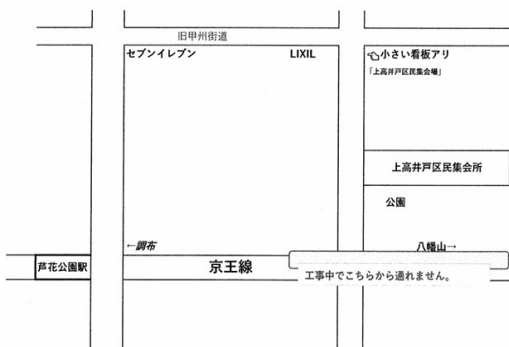 旧甲州街道
セブンイレブン
LIXIL
小さい看板アリ
「上高井戸区民集会場」
上高井戸区民集会所
公園
←調布
八幡山→
芦花公園駅
京王線
工事中でこちらから通れません。